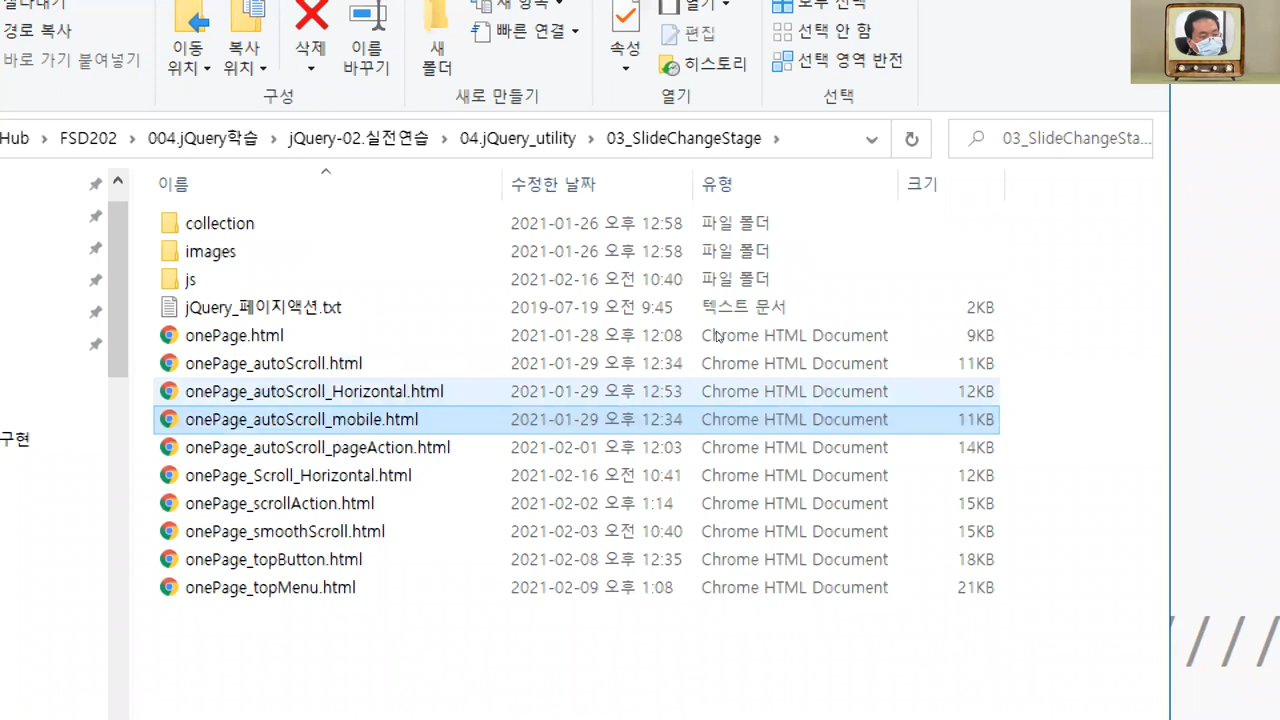 경로 복사
바로 가기 붙여넣기
이동
위치
복사
위치
삭제
이름
바꾸기
구성
새
폴더
새 항목
빠른 연결
새로 만들기
속성
열기
편집
히스토리
열기
모두 선택
선택 안 함
선택 영역 반전
선택
Hub > FSD202 > 004.jQuery학습 > jQuery-02.실전연습 > 04.jQuery_utility > 03_SlideChangeStage >
03_SlideChangeSta...
이름 수정한 날짜 유형 크기
collection 2021-01-26 오후 12:58 파일 폴더
images 2021-01-26 오후 12:58 파일 폴더
js 2021-02-16 오전 10:40 파일 폴더
jQuery_페이지액션.txt 2019-07-19 오전 9:45 텍스트 문서 2KB
onePage.html 2021-01-28 오후 12:08 Chrome HTML Document 9KB
onePage_autoScroll.html 2021-01-29 오후 12:34 Chrome HTML Document 11KB
onePage_autoScroll_Horizontal.html 2021-01-29 오후 12:53 Chrome HTML Document 12KB
onePage_autoScroll_mobile.html 2021-01-29 오후 12:34 Chrome HTML Document 11KB
구현
onePage_autoScroll_pageAction.html 2021-02-01 오후 12:03 Chrome HTML Document 14KB
onePage_Scroll_Horizontal.html 2021-02-16 오전 10:41 Chrome HTML Document 12KB
onePage_scrollAction.html 2021-02-02 오후 1:14 Chrome HTML Document 15KB
onePage_smoothScroll.html 2021-02-03 오전 10:40 Chrome HTML Document 15KB
onePage_topButton.html 2021-02-08 오후 12:35 Chrome HTML Document 18KB
onePage_topMenu.html 2021-02-09 오후 1:08 Chrome HTML Document 21KB
////